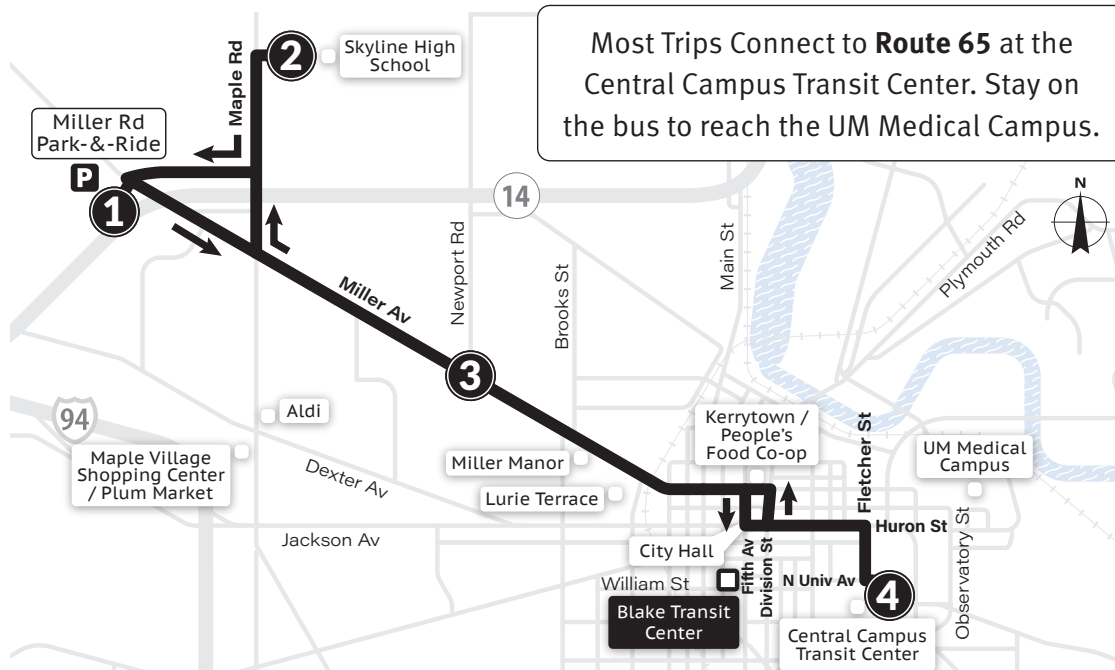 Most Trips Connect to Route 65 at the
Central Campus Transit Center. Stay on
the bus to reach the UM Medical Campus.
2
Skyline High
School
Maple Rd
Miller Rd
Park-&-Ride
P
1
14
N
Newport Rd
Brooks St
Main St
Plymouth Rd
Miller Av
3
94
Aldi
Maple Village
Shopping Center
/ Plum Market
Dexter Av
Miller Manor
Lurie Terrace
Kerrytown /
People's
Food Co-op
Fletcher St
UM Medical
Campus
Jackson Av
City Hall
Huron St
Fifth Av
Division St
Observatory St
William St
N Univ Av
4
Blake Transit
Center
Central Campus
Transit Center